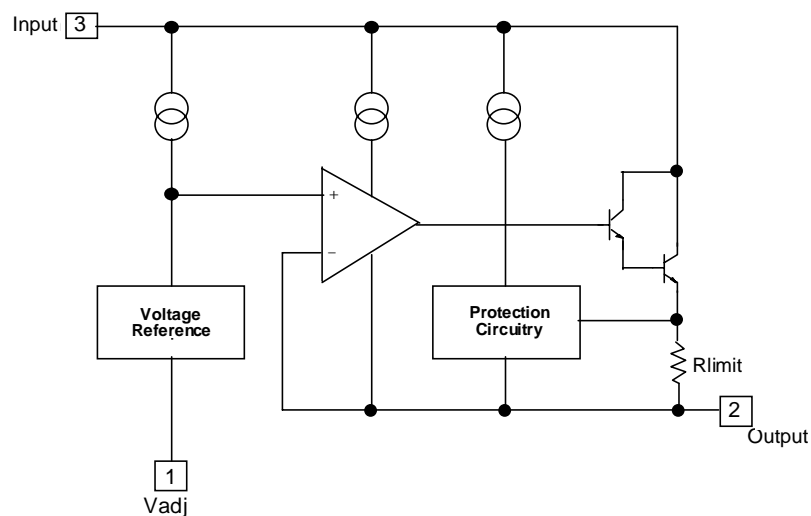 Input 3
+
−
Voltage
Reference
Protection
Circuitry
Rlimit
2
Output
1
Vadj